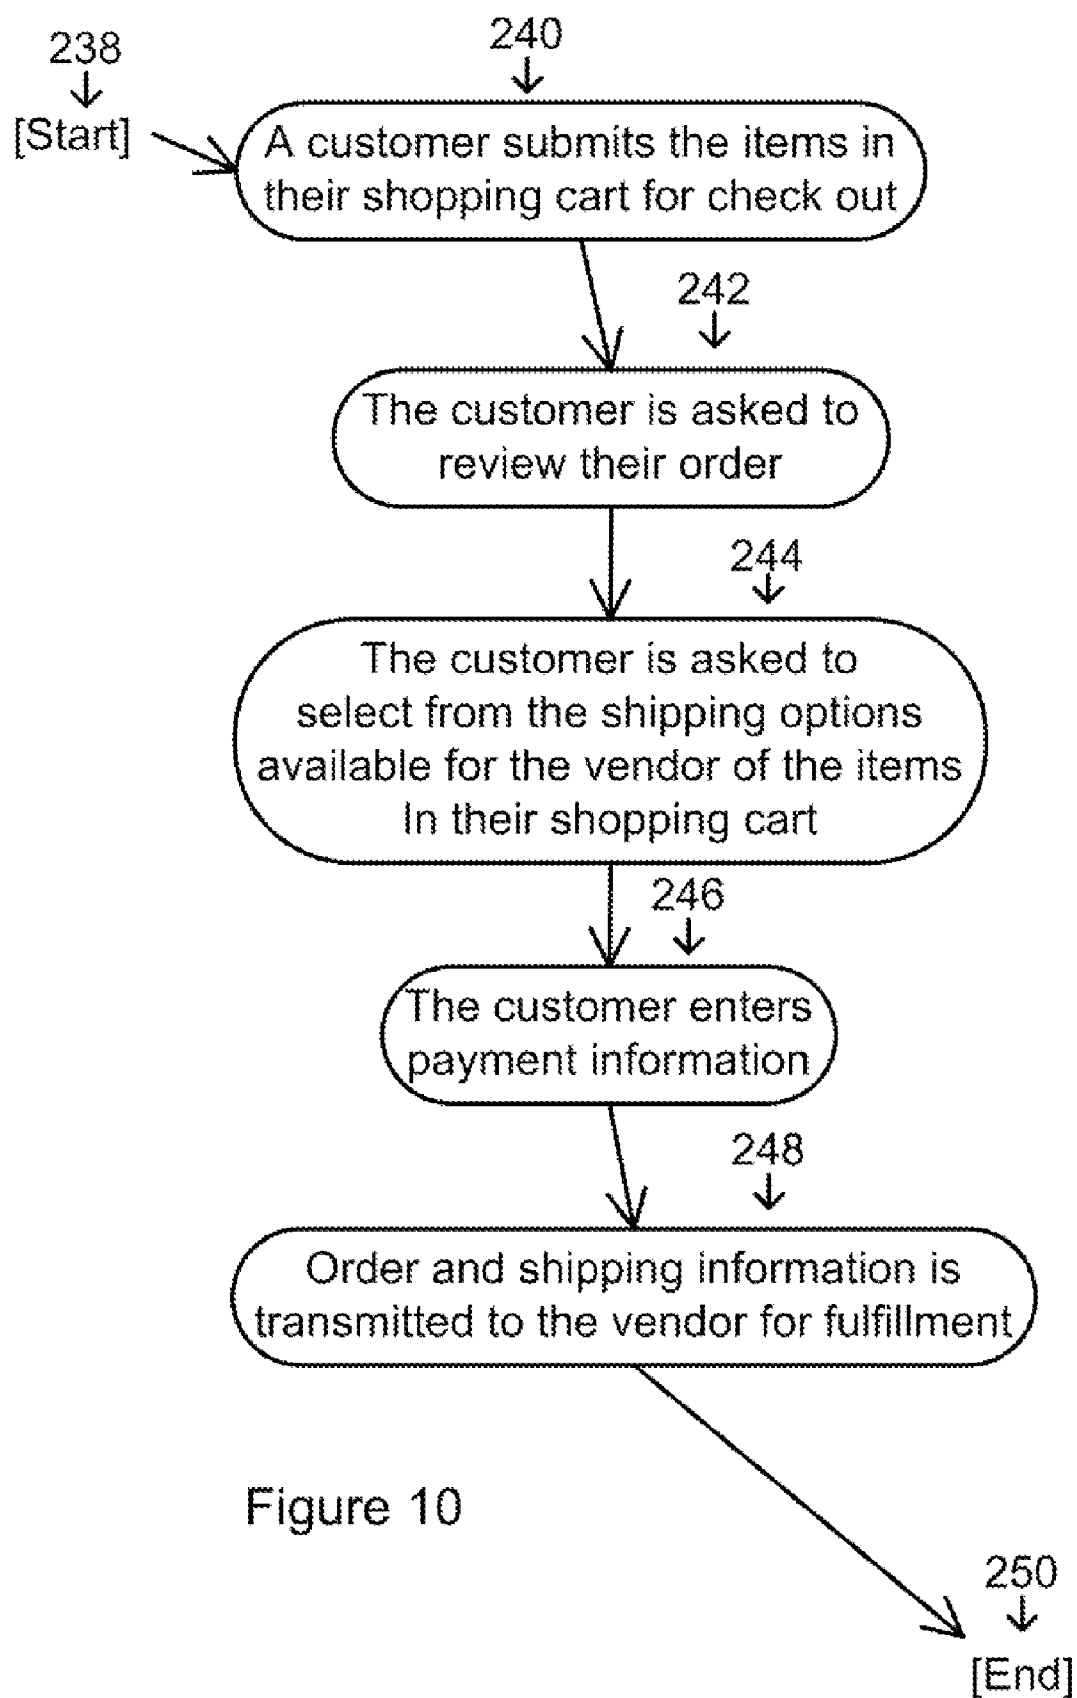 238
[Start]
240
A customer submits the items in
their shopping cart for check out
242
The customer is asked to
review their order
244
The customer is asked to
select from the shipping options
available for the vendor of the items
In their shopping cart
246
The customer enters
payment information
248
Order and shipping information is
transmitted to the vendor for fulfillment
Figure 10
250
[End]